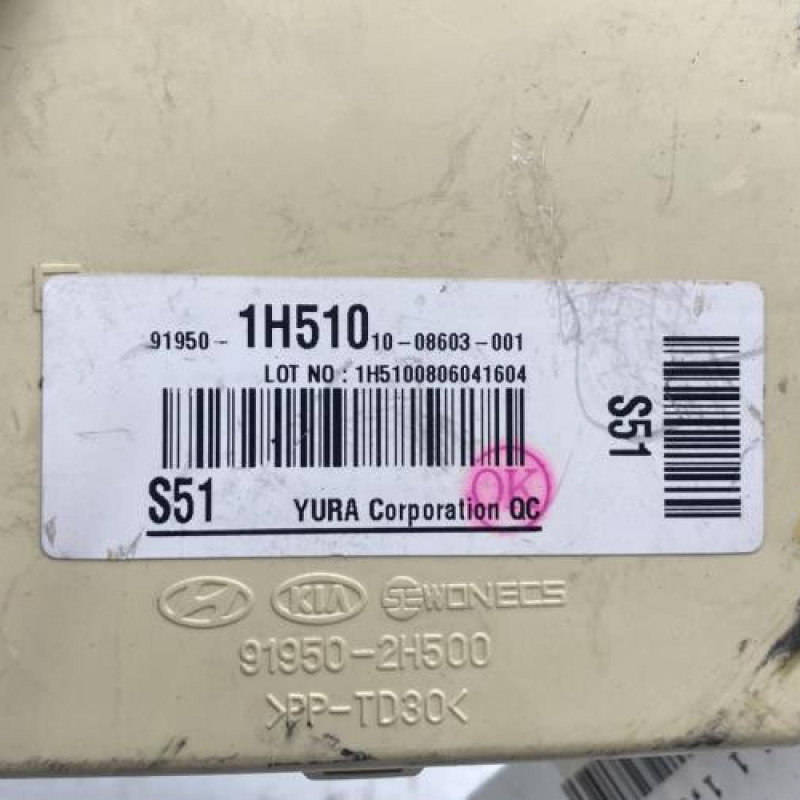 91950-1H510 10-08603-001
LOT NO : 1H5100806041604
S51
S51 YURA Corporation QC
OK
KIA SEWONECS
91950-2H500
>PP-TD30<